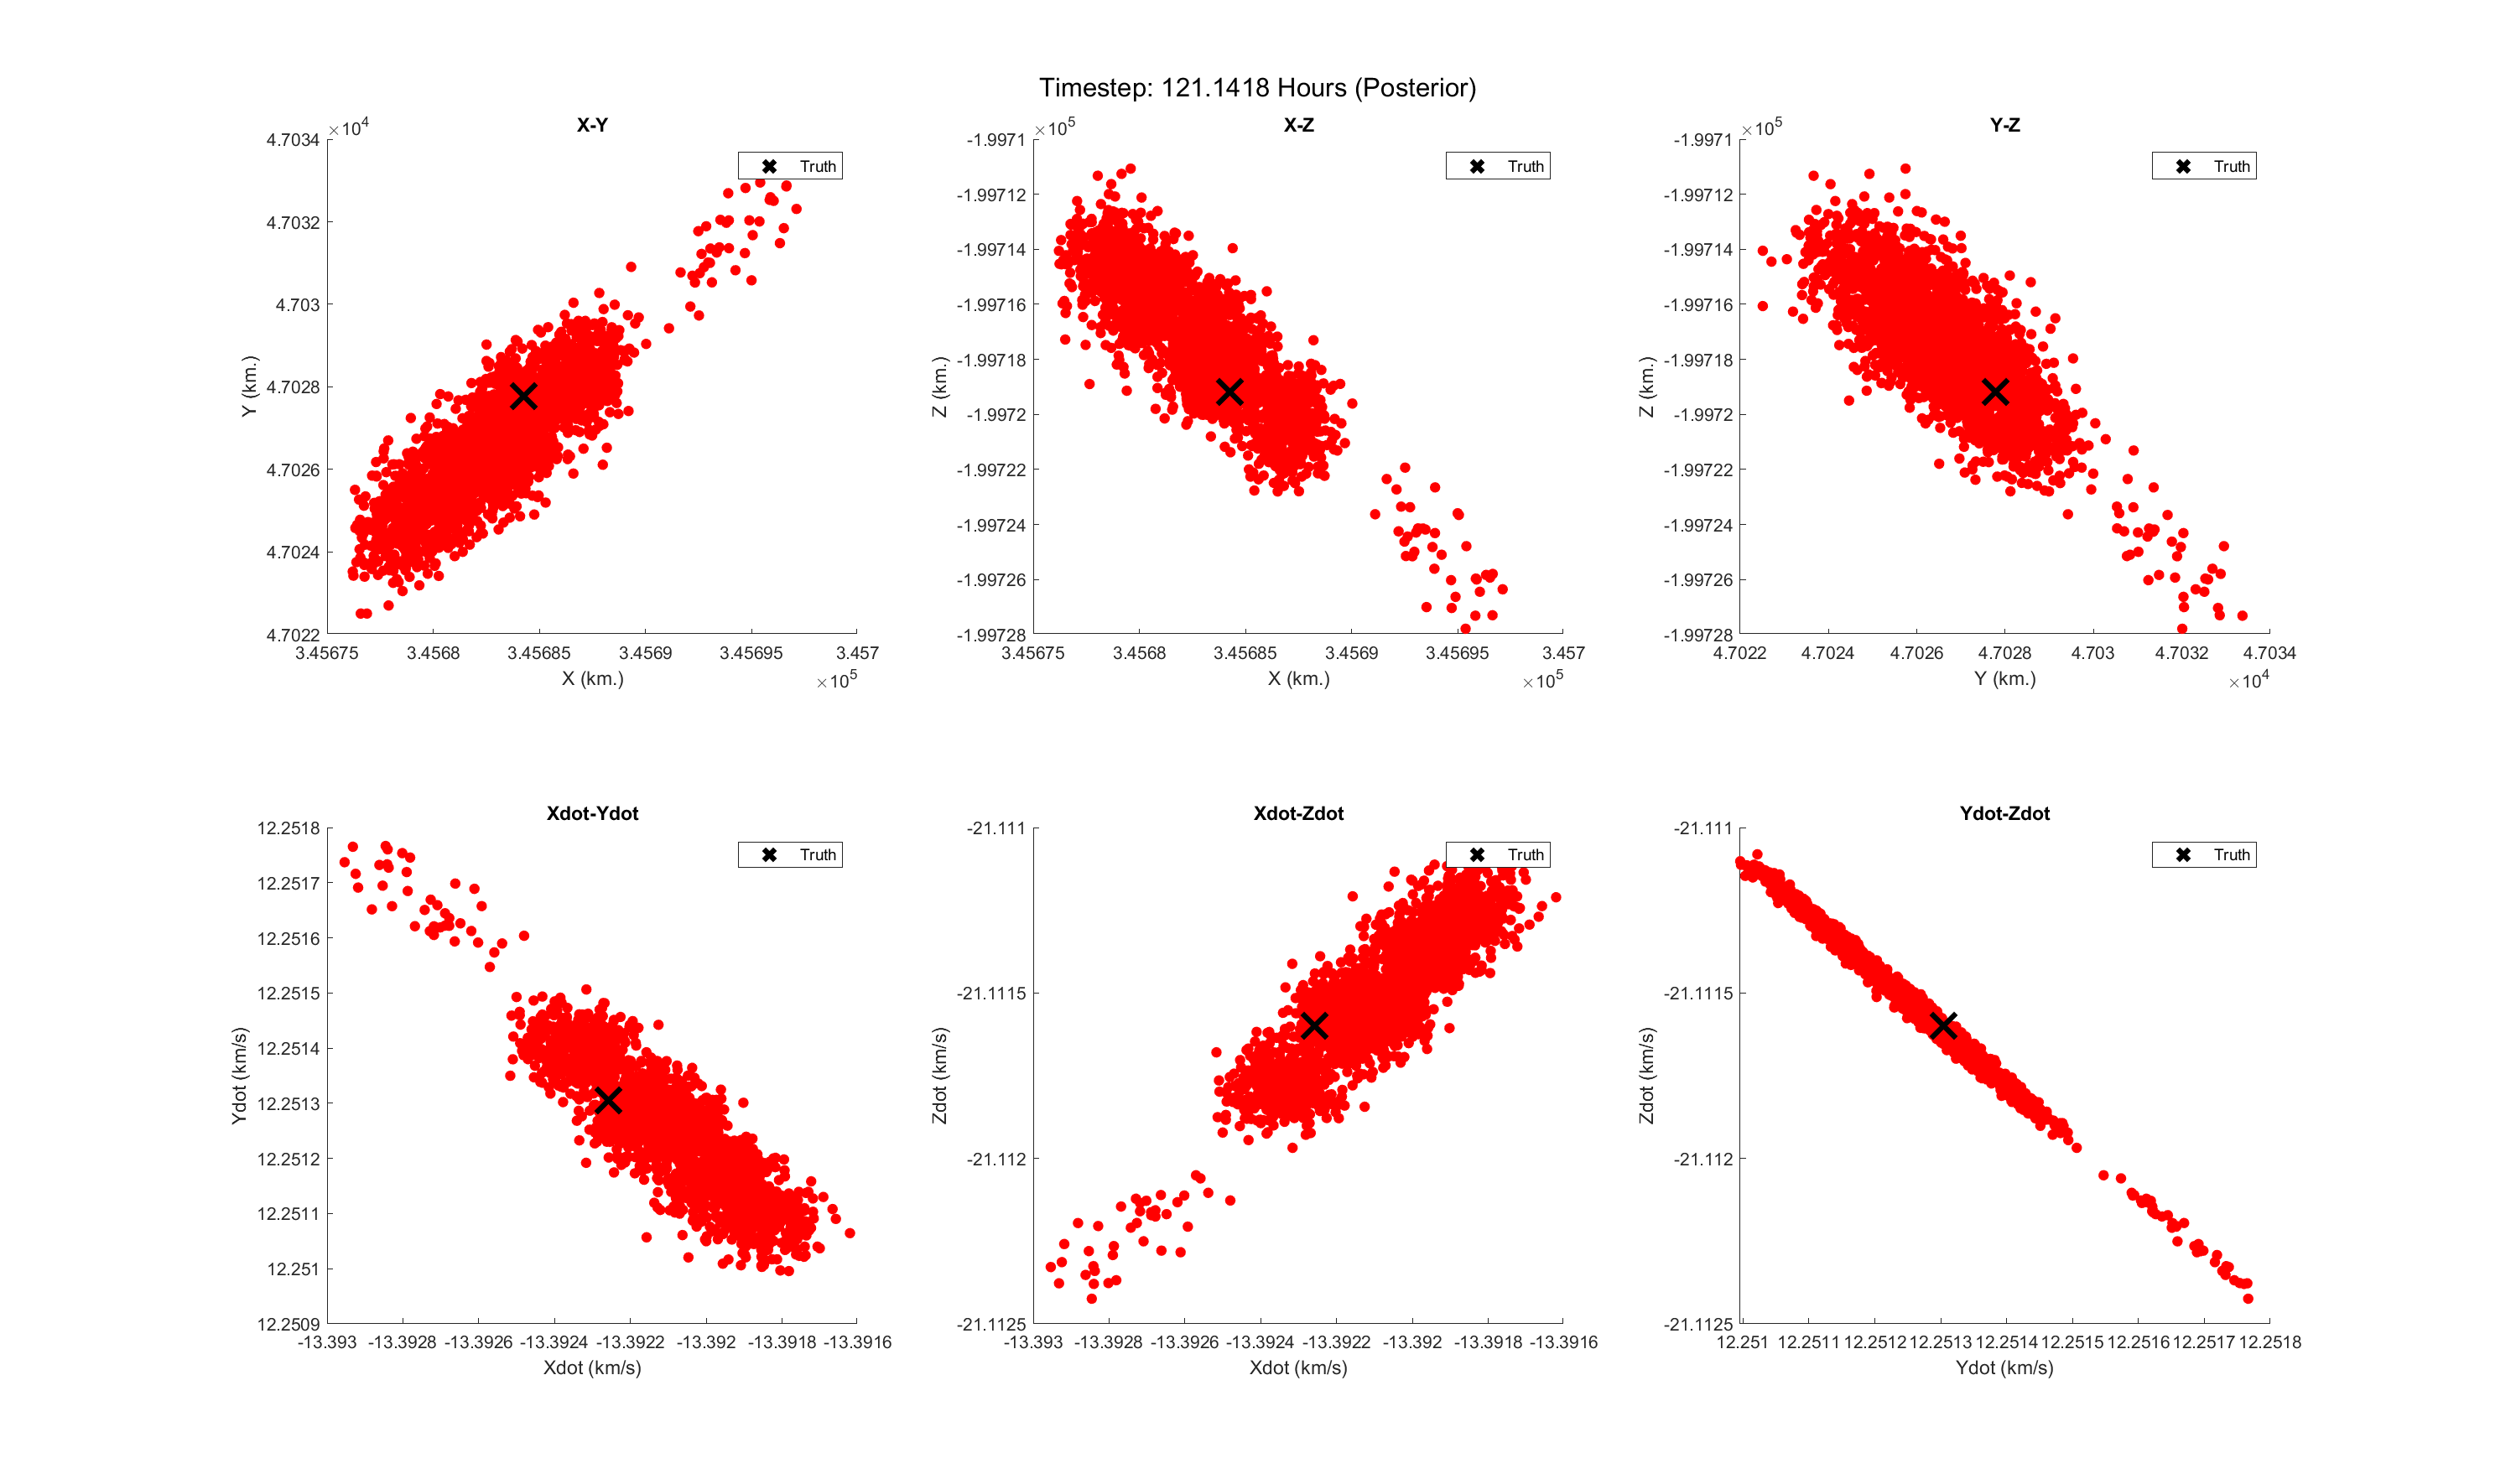 Timestep: 121.1418 Hours (Posterior)
X-Y
×10^4
Truth
4.7034
4.7032
4.703
4.7028
4.7026
4.7024
4.7022
Y (km.)
3.45675 3.4568 3.45685 3.4569 3.45695 3.457
X (km.)
×10^5
X-Z
×10^5
Truth
-1.9971
-1.99712
-1.99714
-1.99716
-1.99718
-1.9972
-1.99722
-1.99724
-1.99726
-1.99728
Z (km.)
3.45675 3.4568 3.45685 3.4569 3.45695 3.457
X (km.)
×10^5
Y-Z
×10^5
Truth
-1.9971
-1.99712
-1.99714
-1.99716
-1.99718
-1.9972
-1.99722
-1.99724
-1.99726
-1.99728
Z (km.)
4.7022 4.7024 4.7026 4.7028 4.703 4.7032 4.7034
Y (km.)
×10^4
Xdot-Ydot
Truth
12.2518
12.2517
12.2516
12.2515
12.2514
12.2513
12.2512
12.2511
12.251
12.2509
Ydot (km/s)
-13.393 -13.3928 -13.3926 -13.3924 -13.3922 -13.392 -13.3918 -13.3916
Xdot (km/s)
Xdot-Zdot
Truth
-21.111
-21.1115
-21.112
-21.1125
Zdot (km/s)
-13.393 -13.3928 -13.3926 -13.3924 -13.3922 -13.392 -13.3918 -13.3916
Xdot (km/s)
Ydot-Zdot
Truth
-21.111
-21.1115
-21.112
-21.1125
Zdot (km/s)
12.251 12.2511 12.2512 12.2513 12.2514 12.2515 12.2516 12.2517 12.2518
Ydot (km/s)